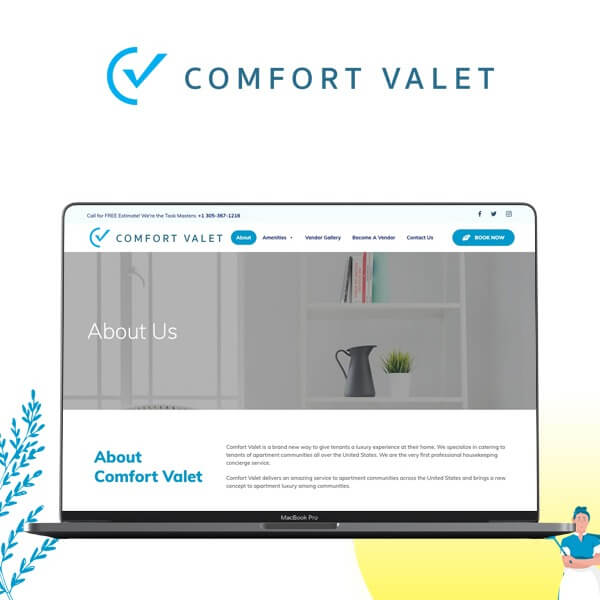 COMFORT VALET
Call for FREE Estimate! We're the Task Masters. +1 305-367-1216
COMFORT VALET
About Amenities Vendor Gallery Become A Vendor Contact Us BOOK NOW
About Us
About
Comfort Valet
Comfort Valet is a brand new way to give tenants a luxury experience at their home. We specialize in catering to
tenants of apartment communities all over the United States. We are the very first professional housekeeping
concierge service.
Comfort Valet delivers an amazing service to apartment communities across the United States and brings a new
concept to apartment luxury among communities.
MacBook Pro